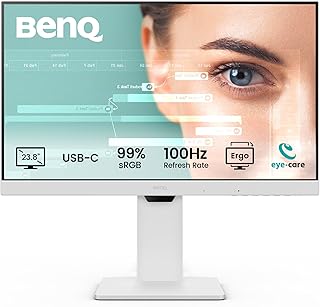 BenQ
23.8"
USB-C
99%
sRGB
100Hz
Refresh Rate
Ergo
eye-care
BenQ